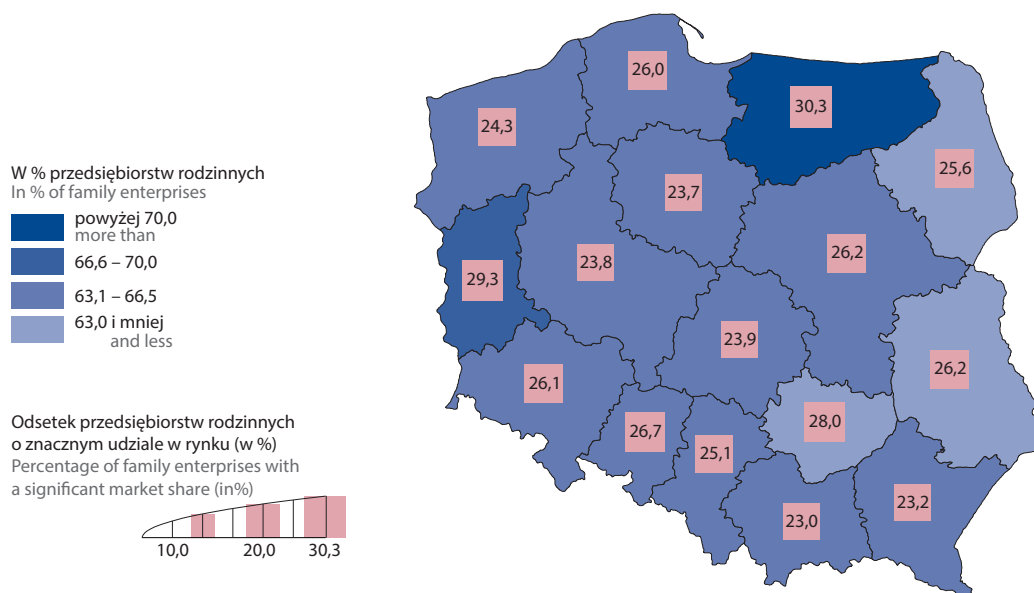 W % przedsiębiorstw rodzinnych
In % of family enterprises
powyżej 70,0
more than
66,6 – 70,0
63,1 – 66,5
63,0 i mniej
and less
Odsetek przedsiębiorstw rodzinnych
o znacznym udziale w rynku (w %)
Percentage of family enterprises with
a significant market share (in%)
10,0 20,0 30,3
26,0
30,3
24,3
25,6
23,7
26,2
23,8
29,3
23,9
26,2
26,1
28,0
26,7
25,1
23,2
23,0